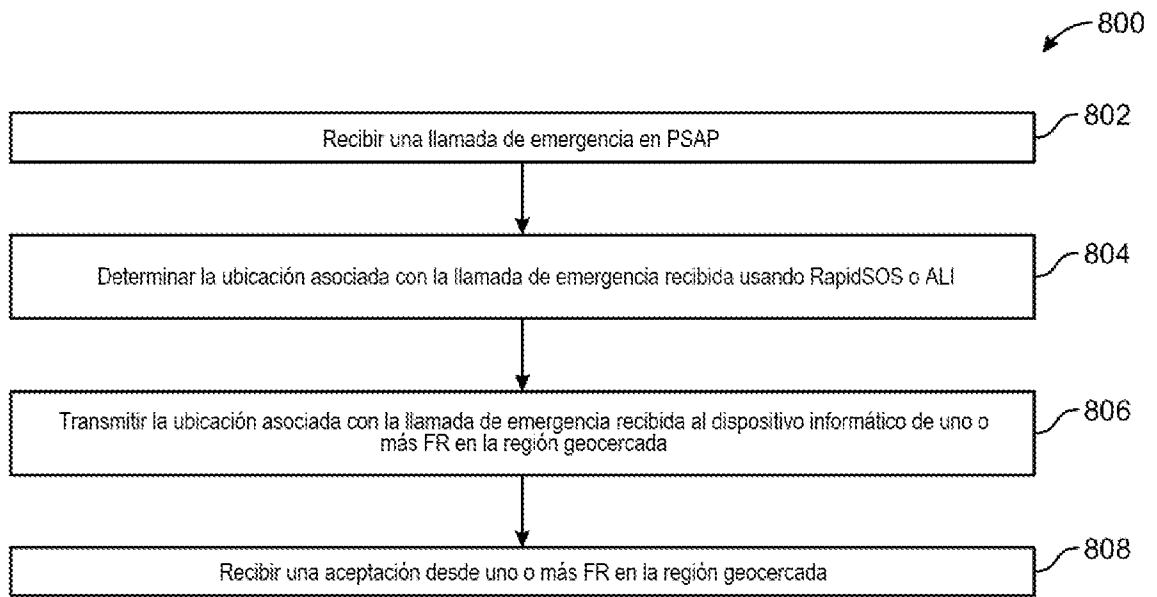 800
802
Recibir una llamada de emergencia en PSAP
804
Determinar la ubicación asociada con la llamada de emergencia recibida usando RapidSOS o ALI
806
Transmitir la ubicación asociada con la llamada de emergencia recibida al dispositivo informático de uno o
más FR en la región geocercada
808
Recibir una aceptación desde uno o más FR en la región geocercada